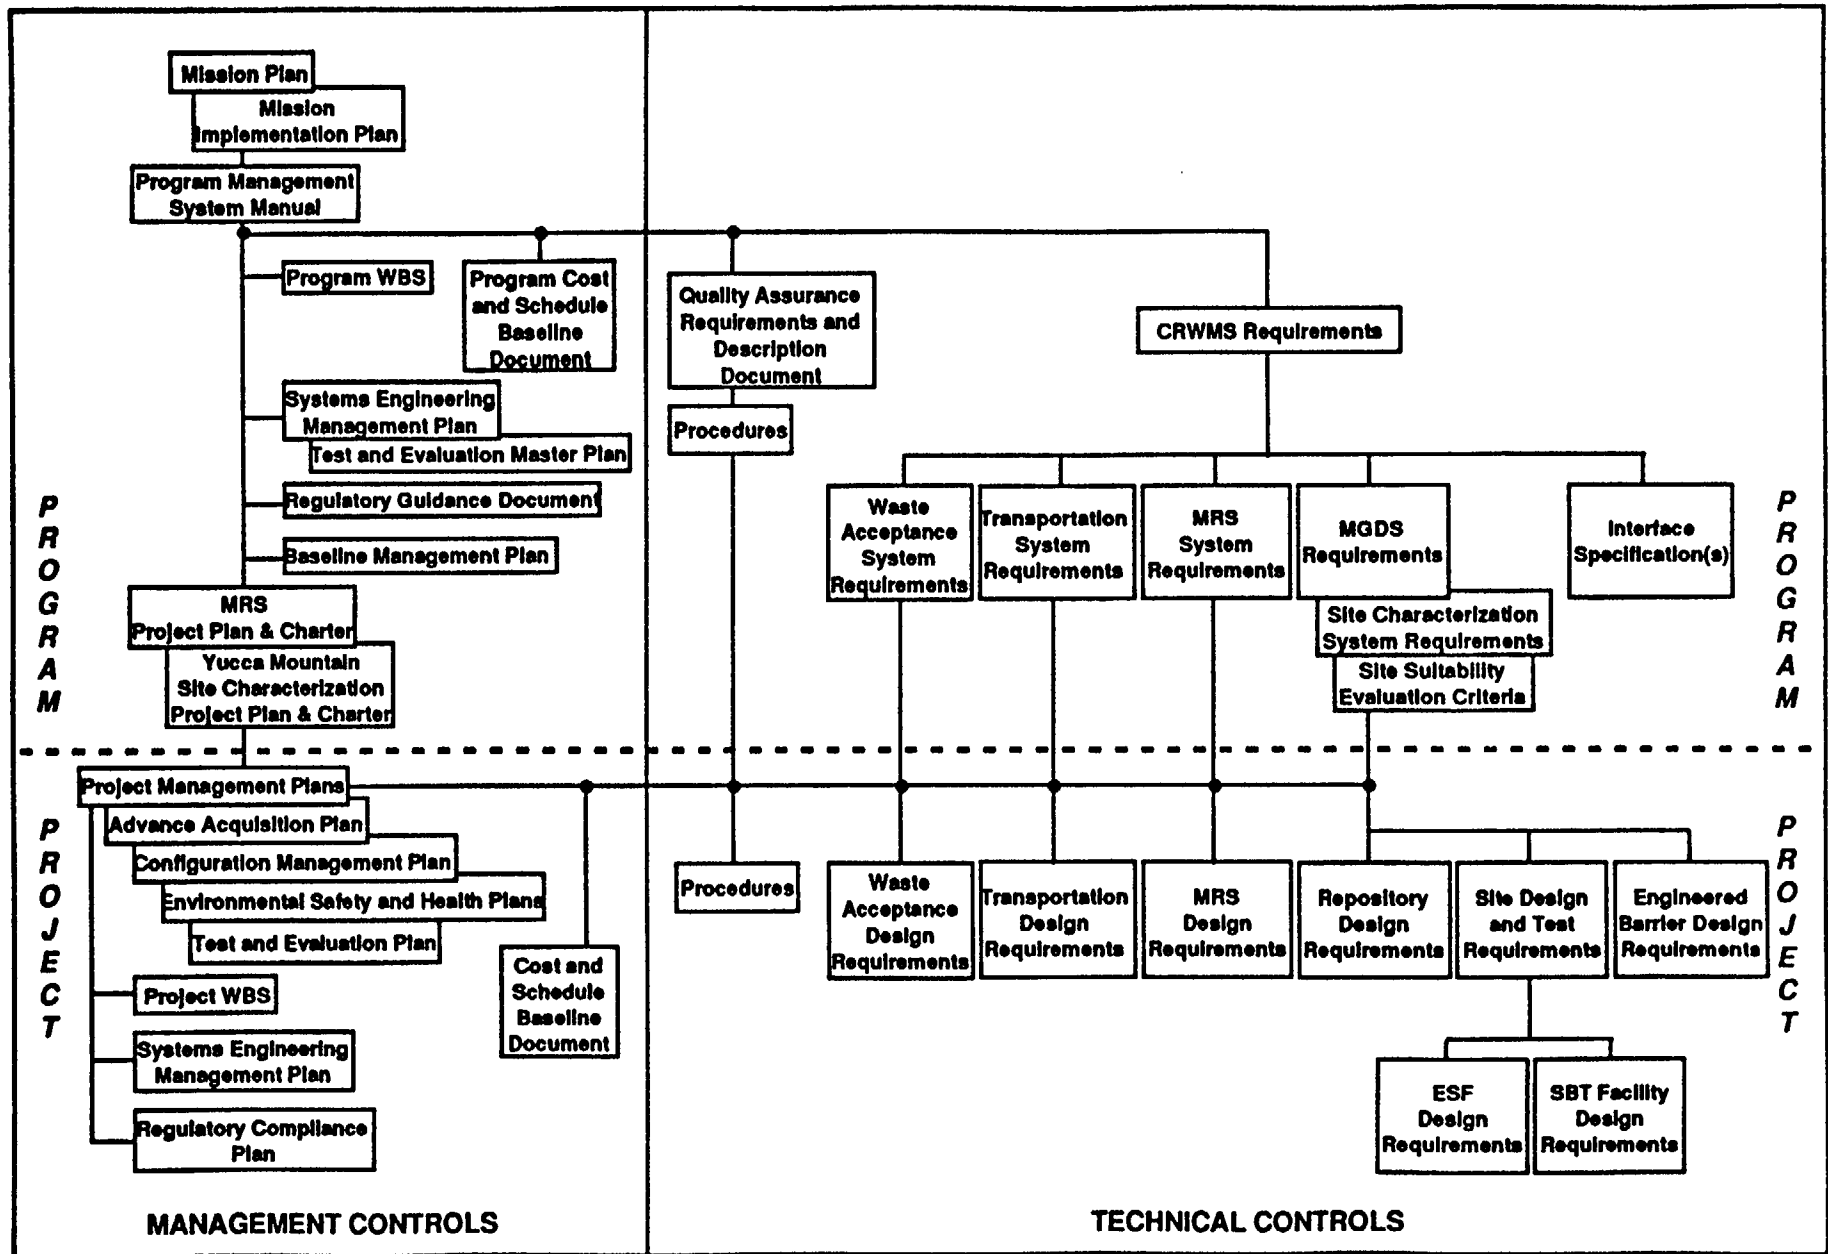 Mission Plan
Mission
Implementation Plan
Program Management
System Manual
Program WBS
Program Cost
and Schedule
Baseline
Document
Systems Engineering
Management Plan
Test and Evaluation Master Plan
Regulatory Guidance Document
Baseline Management Plan
MRS
Project Plan & Charter
Yucca Mountain
Site Characterization
Project Plan & Charter
PROGRAM
Quality Assurance
Requirements and
Description
Document
Procedures
CRWMS Requirements
Waste
Acceptance
System
Requirements
Transportation
System
Requirements
MRS
System
Requirements
MGDS
Requirements
Site Characterization
System Requirements
Site Suitability
Evaluation Criteria
Interface
Specification(s)
PROGRAM
Project Management Plans
Advance Acquisition Plan
Configuration Management Plan
Environmental Safety and Health Plans
Test and Evaluation Plan
Project WBS
Systems Engineering
Management Plan
Regulatory Compliance
Plan
PROJECT
Cost and
Schedule
Baseline
Document
Procedures
Waste
Acceptance
Design
Requirements
Transportation
Design
Requirements
MRS
Design
Requirements
Repository
Design
Requirements
Site Design
and Test
Requirements
Engineered
Barrier Design
Requirements
ESF
Design
Requirements
SBT Facility
Design
Requirements
PROJECT
MANAGEMENT CONTROLS
TECHNICAL CONTROLS